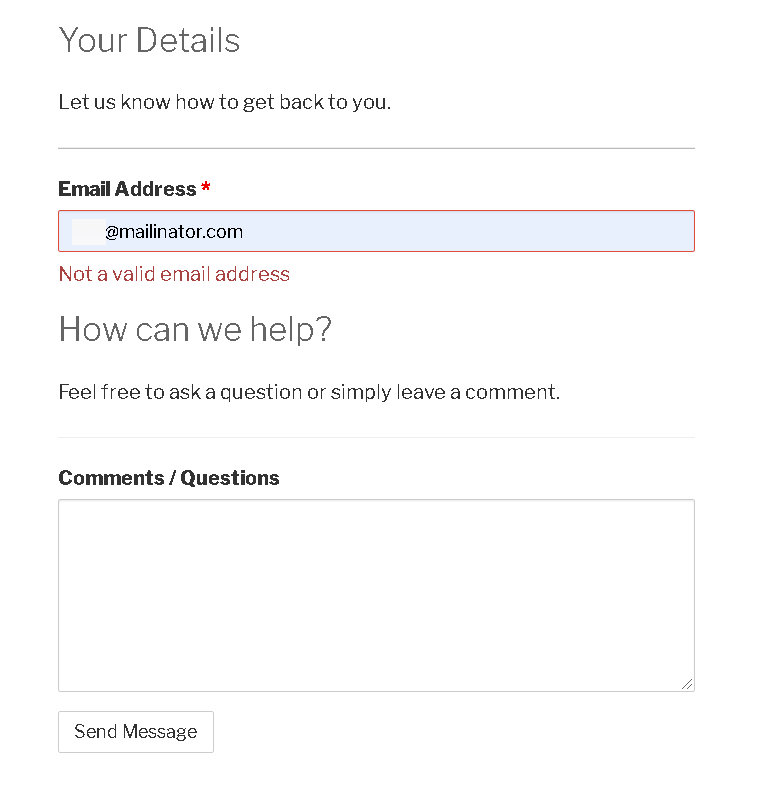 Your Details
Let us know how to get back to you.
Email Address *
@mailinator.com
Not a valid email address
How can we help?
Feel free to ask a question or simply leave a comment.
Comments / Questions
Send Message